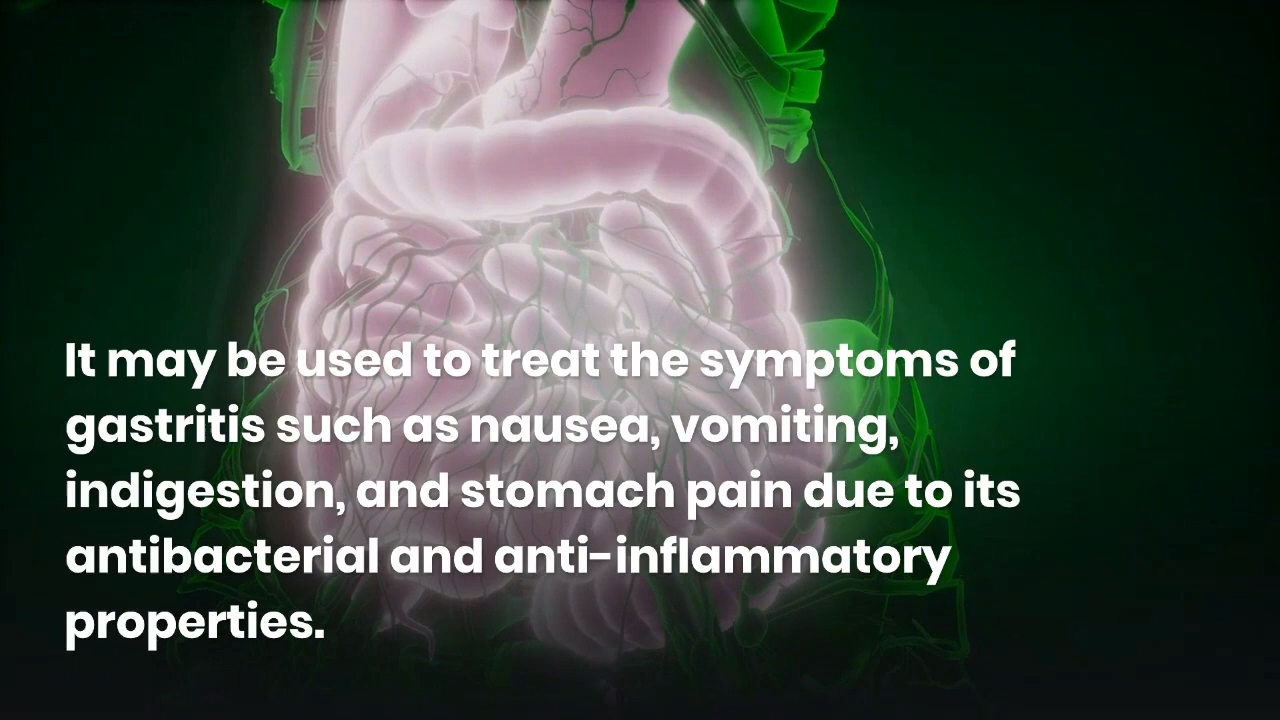 It may be used to treat the symptoms of
gastritis such as nausea, vomiting,
indigestion, and stomach pain due to its
antibacterial and anti-inflammatory
properties.